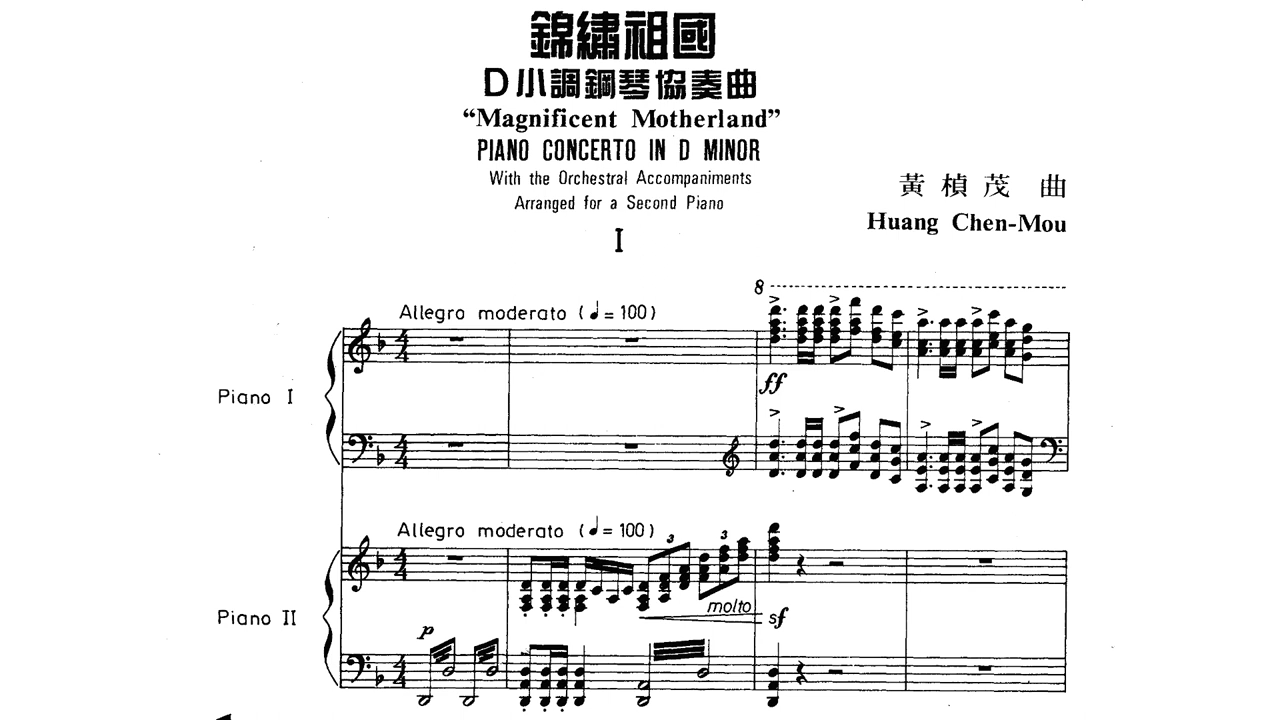 錦繡祖國
D小調鋼琴協奏曲
“Magnificent Motherland”
PIANO CONCERTO IN D MINOR
With the Orchestral Accompaniments
Arranged for a Second Piano
黃楨茂 曲
Huang Chen-Mou
I
8
Allegro moderato (♩=100)
ff
Piano I
Allegro moderato (♩=100)
3 3
molto
sf
Piano II
p